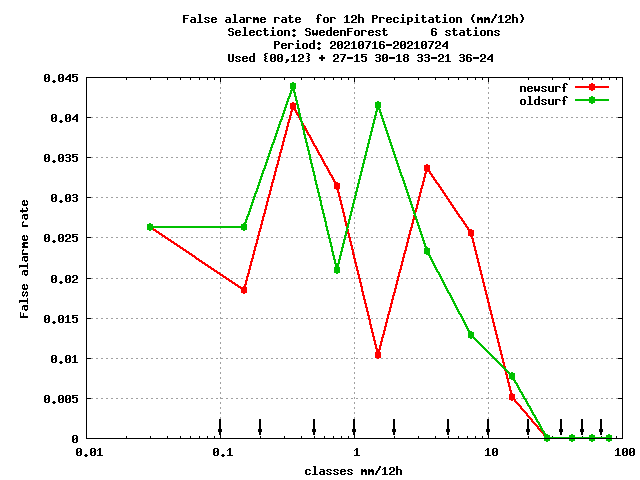 False alarme rate  for 12h Precipitation (mm/12h)
Selection: SwedenForest      6 stations
Period: 20210716-20210724
Used {00,12} + 27-15 30-18 33-21 36-24
newsurf
oldsurf
0.045
0.04
0.035
0.03
0.025
0.02
0.015
0.01
0.005
0
False alarme rate
0.01 0.1 1 10 100
classes mm/12h